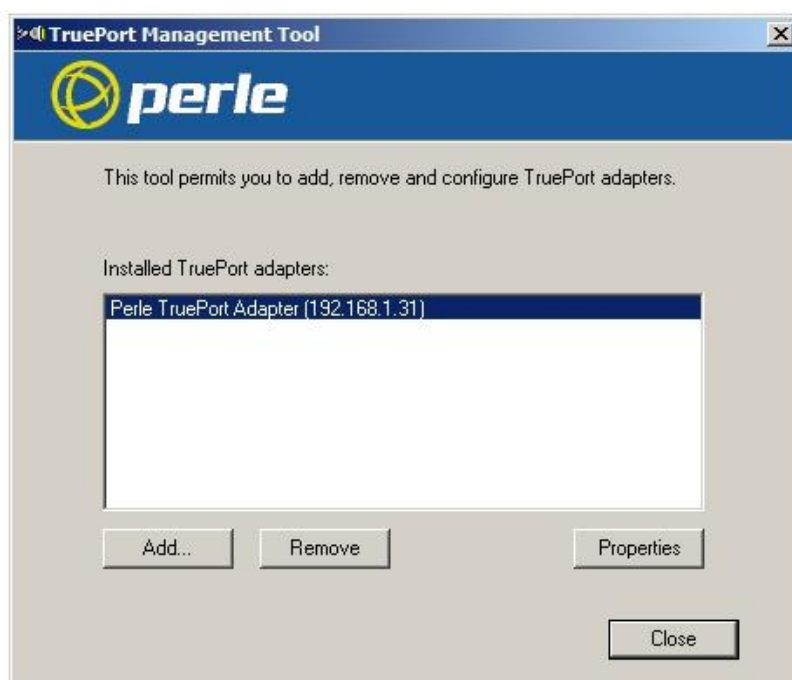 TruePort Management Tool
perle
This tool permits you to add, remove and configure TruePort adapters.
Installed TruePort adapters:
Perle TruePort Adapter (192.168.1.31)
Add... Remove Properties
Close